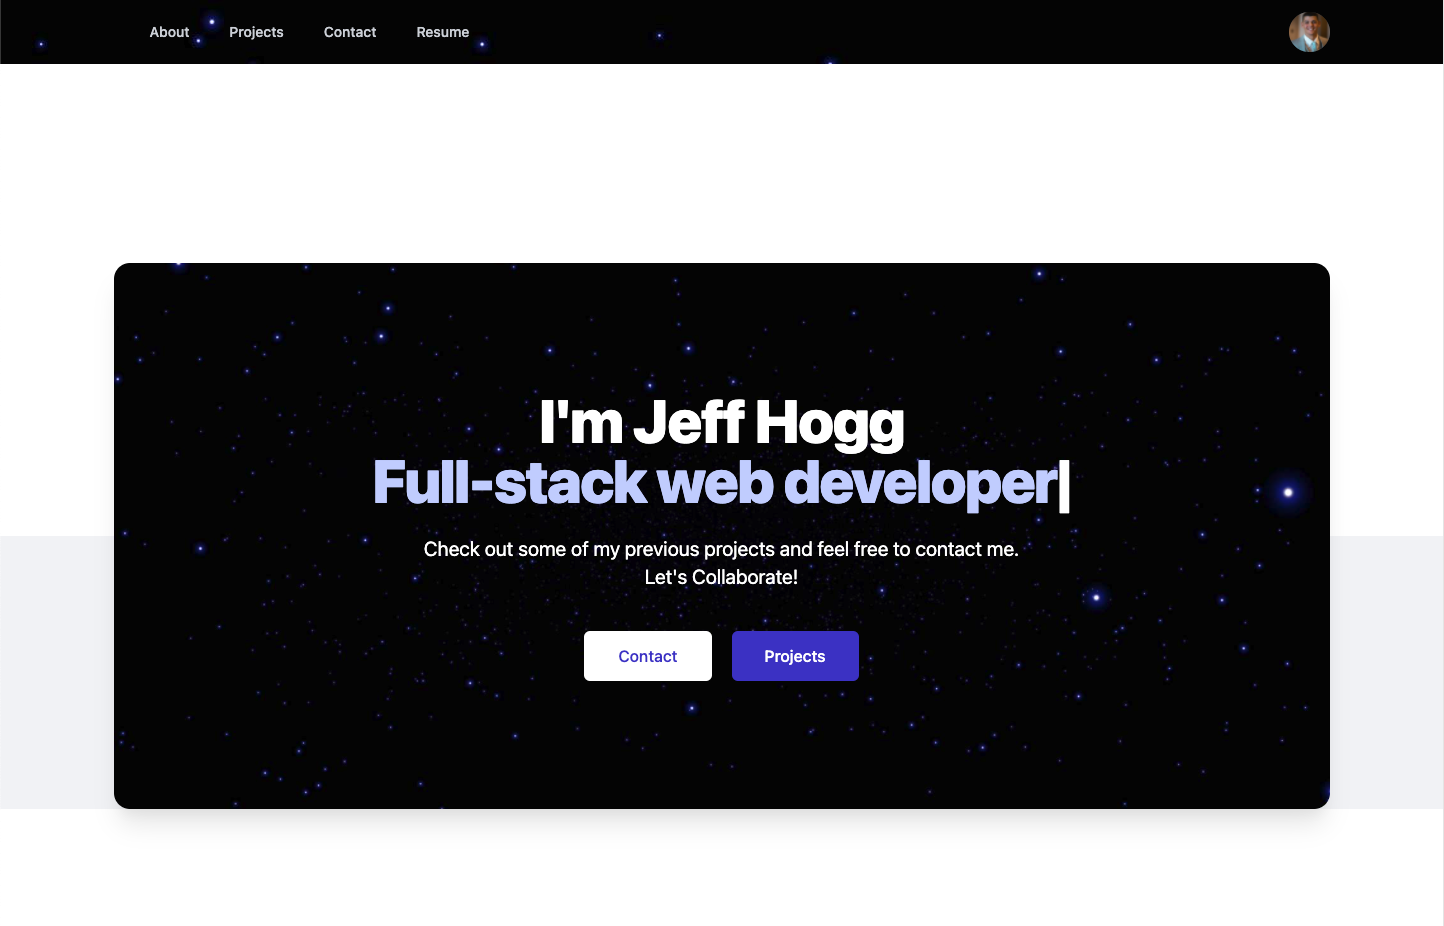 About Projects Contact Resume
I'm Jeff Hogg
Full-stack web developer|
Check out some of my previous projects and feel free to contact me.
Let's Collaborate!
Contact Projects